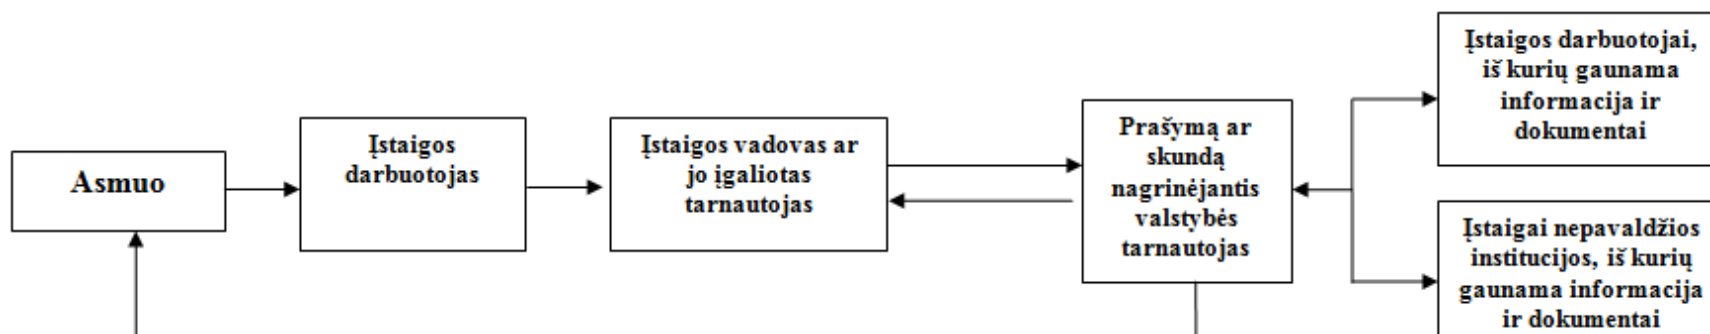 Asmuo
Įstaigos
darbuotojas
Įstaigos vadovas ar
jo įgaliotas
tarnautojas
Prašymą ar
skundą
nagrinėjantis
valstybės
tarnautojas
Įstaigos darbuotojai,
iš kurių gaunama
informacija ir
dokumentai
Įstaigai nepavaldžios
institucijos, iš kurių
gaunama informacija
ir dokumentai